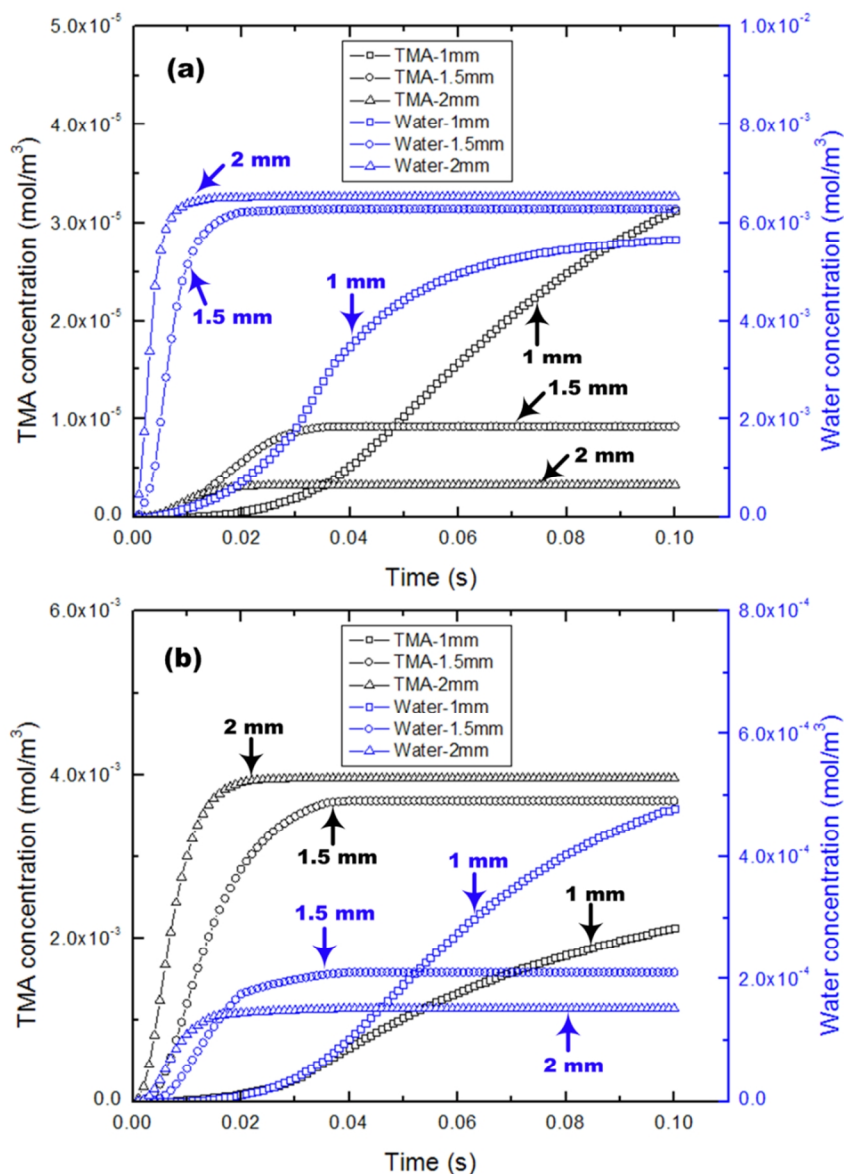 (a)
TMA-1mm
TMA-1.5mm
TMA-2mm
Water-1mm
Water-1.5mm
Water-2mm
2 mm
1.5 mm
1 mm
1 mm
1.5 mm
2 mm
5.0x10⁻⁵
4.0x10⁻⁵
3.0x10⁻⁵
2.0x10⁻⁵
1.0x10⁻⁵
0.0
TMA concentration (mol/m³)
1.0x10⁻²
8.0x10⁻³
6.0x10⁻³
4.0x10⁻³
2.0x10⁻³
0.0
Water concentration (mol/m³)
0.00 0.02 0.04 0.06 0.08 0.10
Time (s)
(b)
TMA-1mm
TMA-1.5mm
TMA-2mm
Water-1mm
Water-1.5mm
Water-2mm
2 mm
1.5 mm
1 mm
1.5 mm
1 mm
2 mm
6.0x10⁻³
4.0x10⁻³
2.0x10⁻³
0.0
TMA concentration (mol/m³)
8.0x10⁻⁴
6.0x10⁻⁴
4.0x10⁻⁴
2.0x10⁻⁴
0.0
Water concentration (mol/m³)
0.00 0.02 0.04 0.06 0.08 0.10
Time (s)